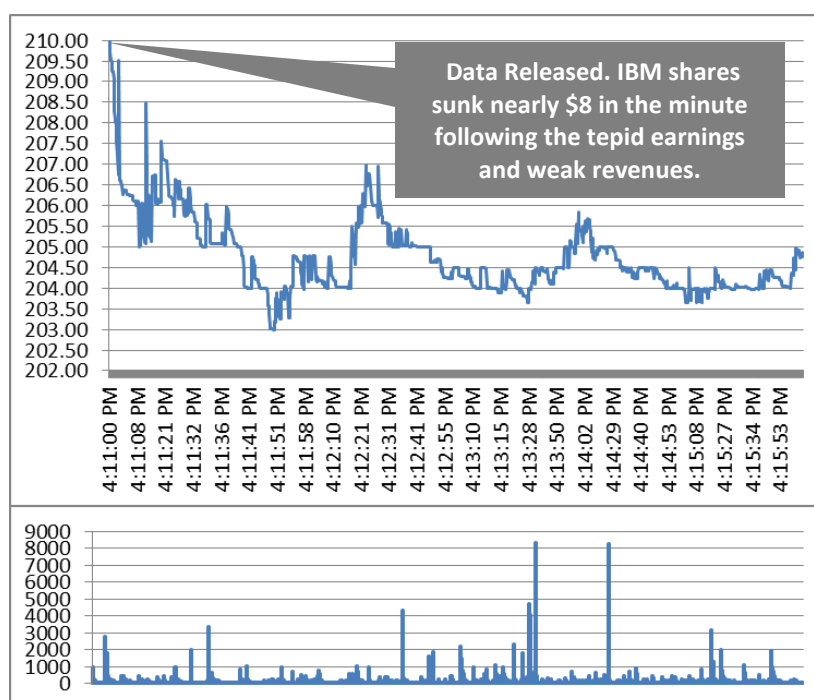 210.00
209.50
209.00
208.50
208.00
207.50
207.00
206.50
206.00
205.50
205.00
204.50
204.00
203.50
203.00
202.50
202.00
Data Released. IBM shares
sunk nearly $8 in the minute
following the tepid earnings
and weak revenues.
4:11:00 PM
4:11:08 PM
4:11:21 PM
4:11:32 PM
4:11:36 PM
4:11:41 PM
4:11:51 PM
4:11:58 PM
4:12:10 PM
4:12:21 PM
4:12:31 PM
4:12:41 PM
4:12:55 PM
4:13:10 PM
4:13:15 PM
4:13:28 PM
4:13:50 PM
4:14:02 PM
4:14:29 PM
4:14:40 PM
4:14:53 PM
4:15:08 PM
4:15:27 PM
4:15:34 PM
4:15:53 PM
9000
8000
7000
6000
5000
4000
3000
2000
1000
0